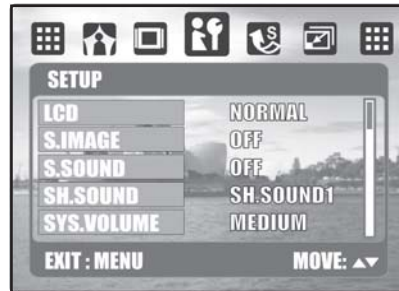 S
SETUP
LCD NORMAL
S.IMAGE OFF
S.SOUND OFF
SH.SOUND SH.SOUND1
SYS.VOLUME MEDIUM
EXIT : MENU MOVE: ▲▼